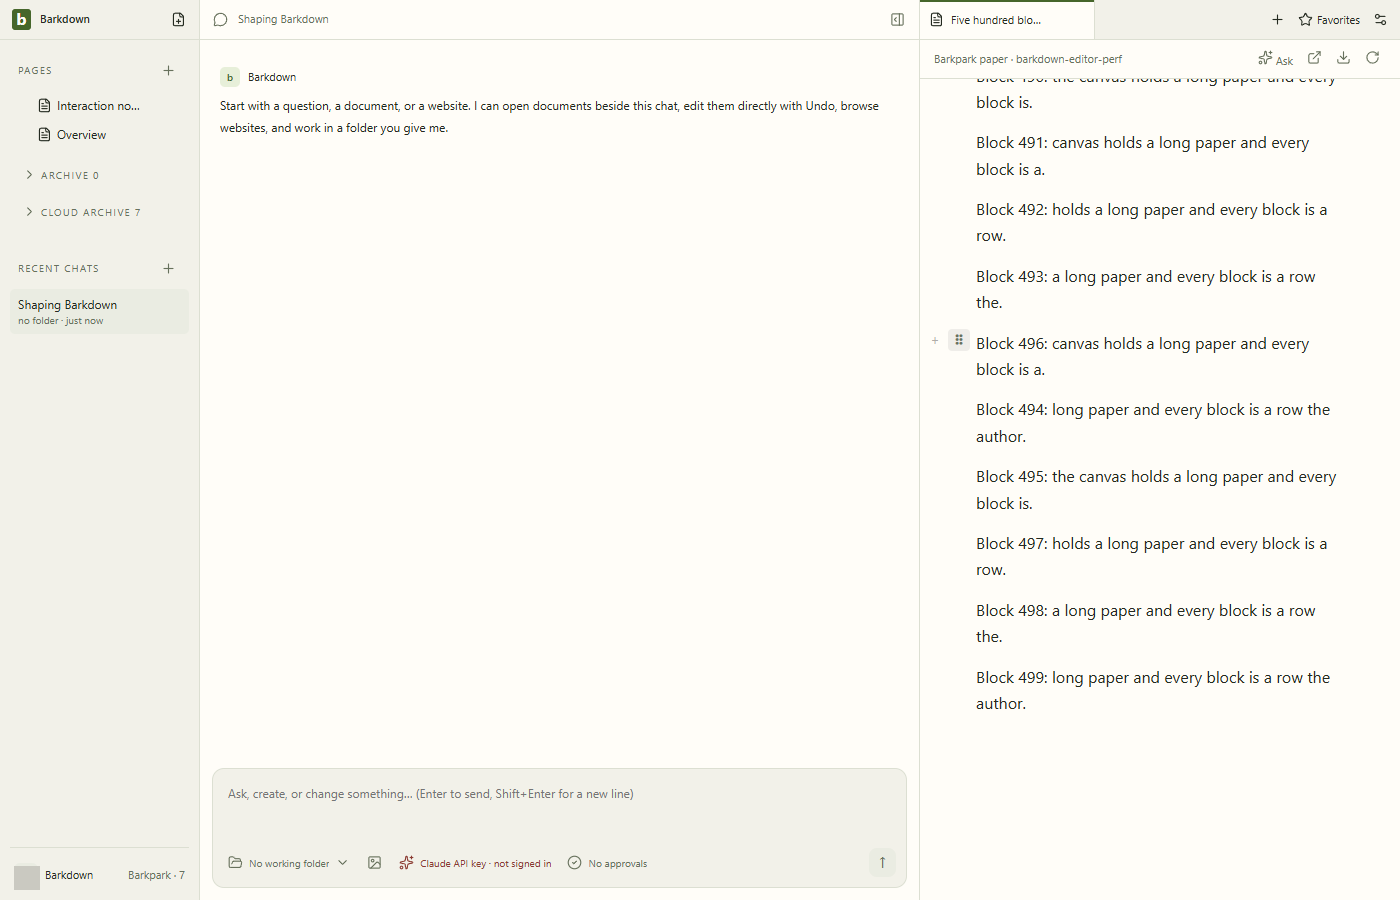 b Barkdown
PAGES
Interaction no...
Overview
ARCHIVE 0
CLOUD ARCHIVE 7
RECENT CHATS
Shaping Barkdown
no folder · just now
Barkdown
Barkpark · 7
Shaping Barkdown
b Barkdown
Start with a question, a document, or a website. I can open documents beside this chat, edit them directly with Undo, browse
websites, and work in a folder you give me.
Ask, create, or change something... (Enter to send, Shift+Enter for a new line)
No working folder
Claude API key · not signed in
No approvals
Five hundred blo...
Favorites
Barkpark paper · barkdown-editor-perf
Ask
Block 490: the canvas holds a long paper and every
block is.
Block 491: canvas holds a long paper and every
block is a.
Block 492: holds a long paper and every block is a
row.
Block 493: a long paper and every block is a row
the.
Block 496: canvas holds a long paper and every
block is a.
Block 494: long paper and every block is a row the
author.
Block 495: the canvas holds a long paper and every
block is.
Block 497: holds a long paper and every block is a
row.
Block 498: a long paper and every block is a row
the.
Block 499: long paper and every block is a row the
author.